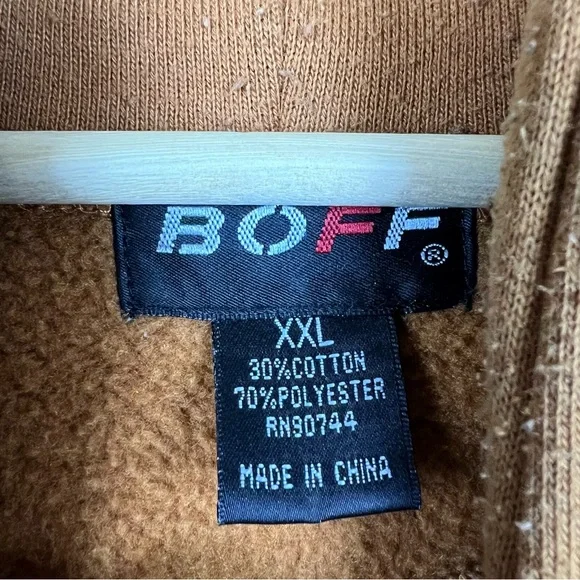 BOFF®
XXL
30%COTTON
70%POLYESTER
RN90744
MADE IN CHINA